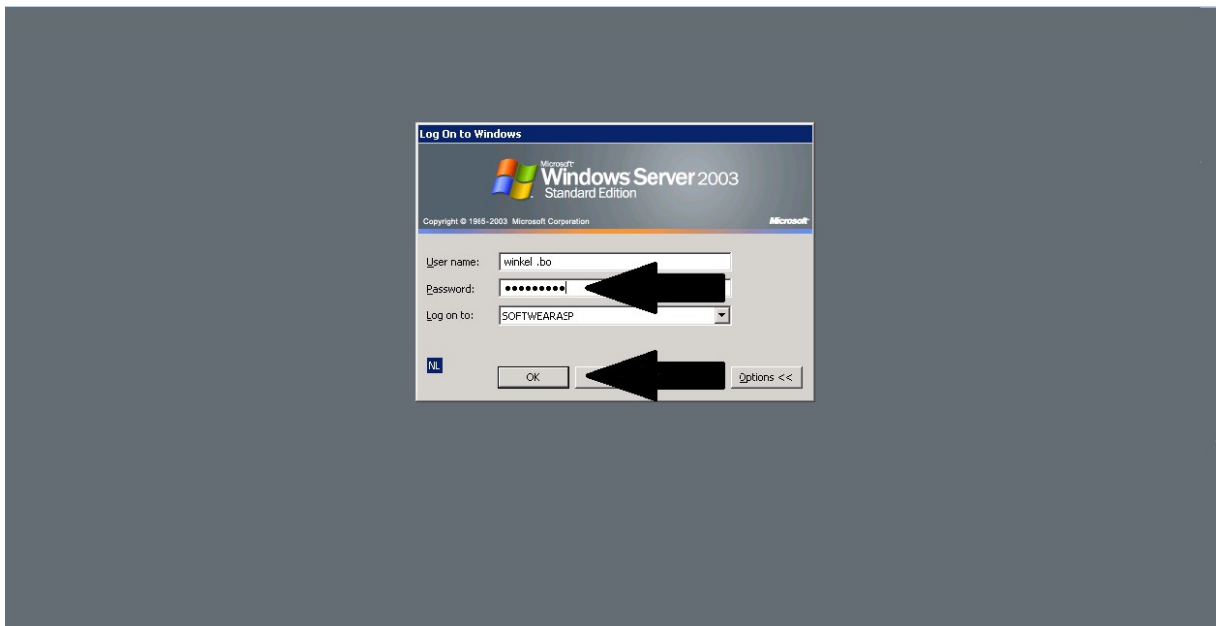 Log On to Windows
Microsoft
Windows Server 2003
Standard Edition
Copyright © 1985-2003 Microsoft Corporation
Microsoft
User name: winkel .bo
Password: •••••••••
Log on to: SOFTWEARASP
NL
OK
Options <<